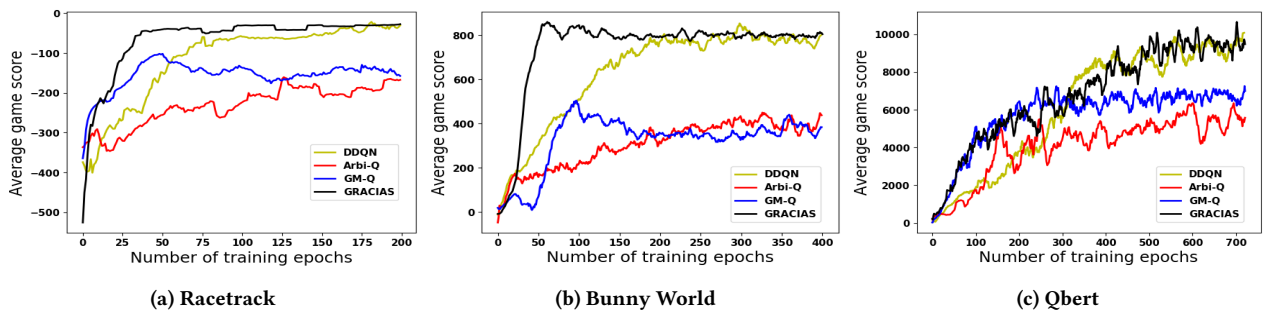 Average game score
0
−100
−200
−300
−400
−500
0 25 50 75 100 125 150 175 200
Number of training epochs
DDQN
Arbi-Q
GM-Q
GRACIAS
(a) Racetrack
Average game score
800
600
400
200
0
0 50 100 150 200 250 300 350 400
Number of training epochs
DDQN
Arbi-Q
GM-Q
GRACIAS
(b) Bunny World
Average game score
10000
8000
6000
4000
2000
0
0 100 200 300 400 500 600 700
Number of training epochs
DDQN
Arbi-Q
GM-Q
GRACIAS
(c) Qbert